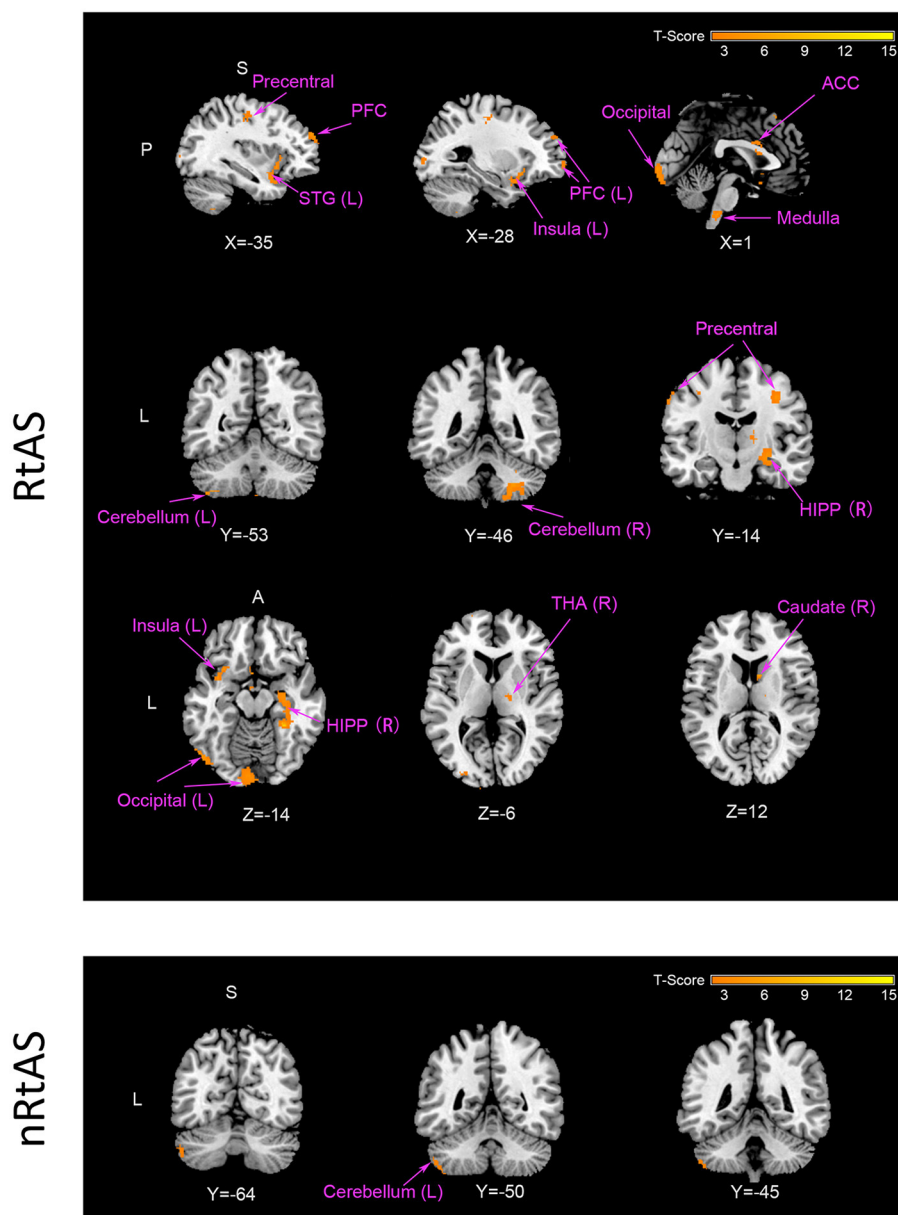 RtAS
T-Score
3 6 9 12 15
S
Precentral
PFC
P
STG (L)
X=-35
PFC (L)
Insula (L)
X=-28
ACC
Occipital
Medulla
X=1
L
Cerebellum (L)
Y=-53
Cerebellum (R)
Y=-46
Precentral
HIPP (R)
Y=-14
A
Insula (L)
L
HIPP (R)
Occipital (L)
Z=-14
THA (R)
Z=-6
Caudate (R)
Z=12
nRtAS
T-Score
3 6 9 12 15
S
L
Y=-64
Cerebellum (L)
Y=-50
Y=-45